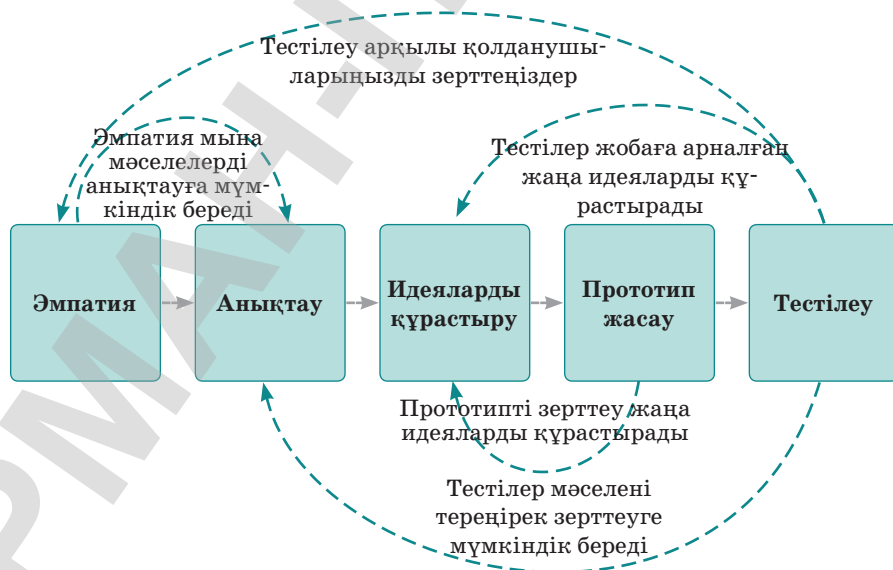 Тестілеу арқылы қолданушы-
ларыңызды зерттеңіздер
Эмпатия мына
мәселелерді
анықтауға мүм-
кіндік береді
Тестілер жобаға арналған
жаңа идеяларды құ-
растырады
Эмпатия
Анықтау
Идеяларды
құрастыру
Прототип
жасау
Тестілеу
Прототипті зерттеу жаңа
идеяларды құрастырады
Тестілер мәселені
тереңірек зерттеуге
мүмкіндік береді